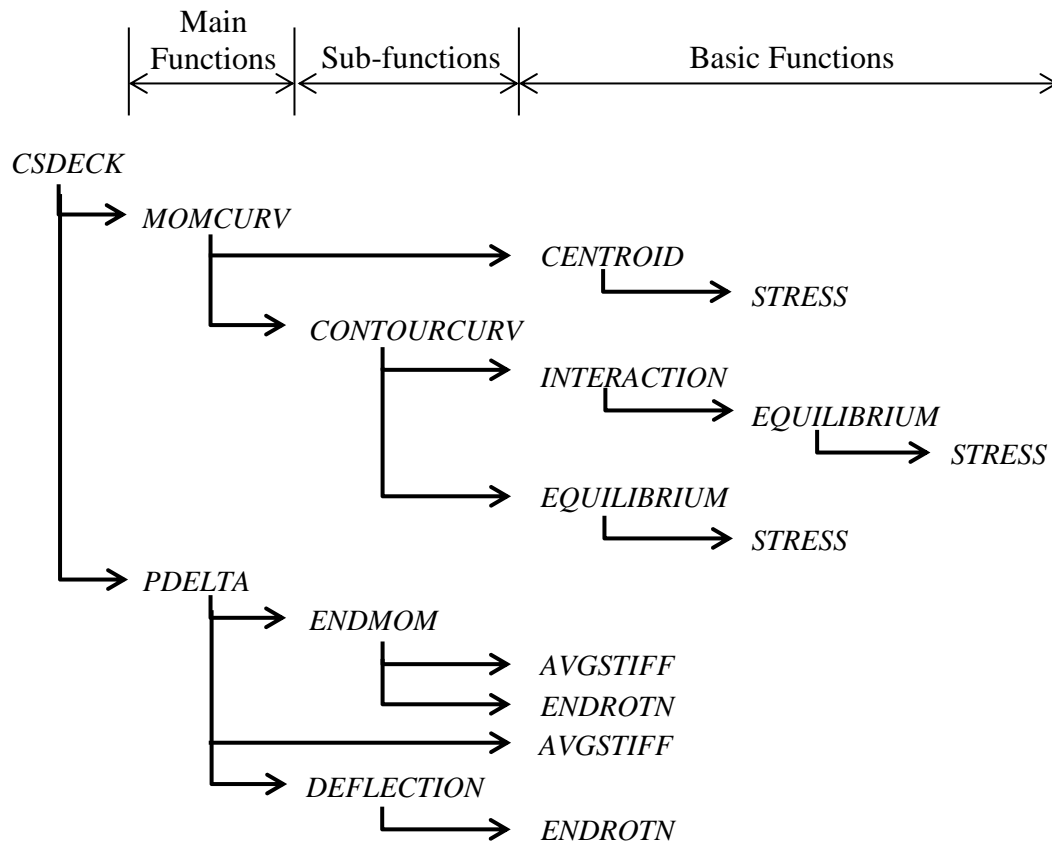 Main
Functions
Sub-functions
Basic Functions
CSDECK
MOMCURV
CENTROID
STRESS
CONTOURCURV
INTERACTION
EQUILIBRIUM
STRESS
EQUILIBRIUM
STRESS
PDELTA
ENDMOM
AVGSTIFF
ENDROTN
AVGSTIFF
DEFLECTION
ENDROTN